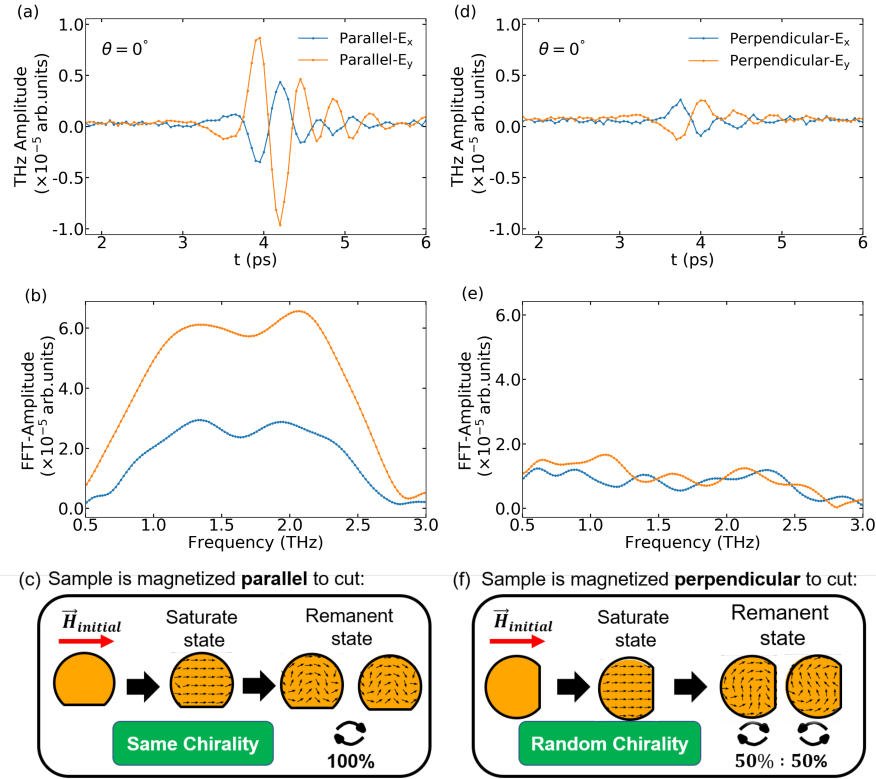 (a)
1.0
0.5
0.0
-0.5
-1.0
THz Amplitude
(×10⁻⁵ arb.units)
θ = 0°
Parallel-Eₓ
Parallel-Eᵧ
2 3 4 5 6
t (ps)
(d)
1.0
0.5
0.0
-0.5
-1.0
THz Amplitude
(×10⁻⁵ arb.units)
θ = 0°
Perpendicular-Eₓ
Perpendicular-Eᵧ
2 3 4 5 6
t (ps)
(b)
6.0
4.0
2.0
0.0
FFT-Amplitude
(×10⁻⁵ arb.units)
0.5 1.0 1.5 2.0 2.5 3.0
Frequency (THz)
(e)
6.0
4.0
2.0
0.0
FFT-Amplitude
(×10⁻⁵ arb.units)
0.5 1.0 1.5 2.0 2.5 3.0
Frequency (THz)
(c) Sample is magnetized parallel to cut:
H⃗initial
Saturate
state
Remanent
state
Same Chirality
100%
(f) Sample is magnetized perpendicular to cut:
H⃗initial
Saturate
state
Remanent
state
Random Chirality
50% : 50%